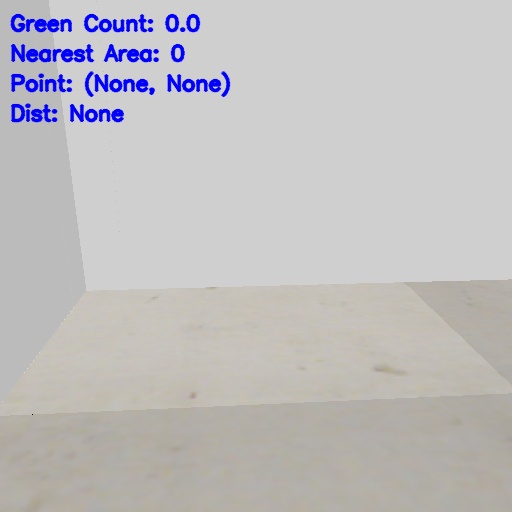 Green Count: 0.0
Nearest Area: 0
Point: (None, None)
Dist: None